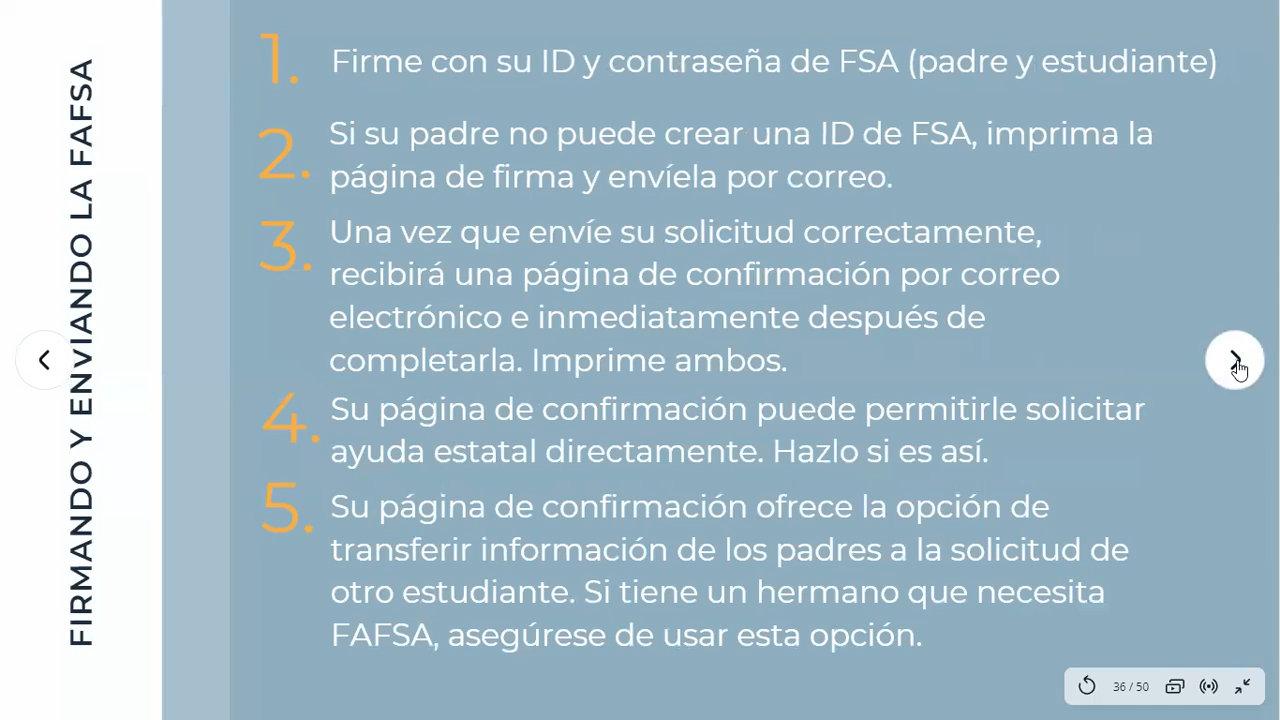 FIRMANDO Y ENVIANDO LA FAFSA
1. Firme con su ID y contraseña de FSA (padre y estudiante)
2. Si su padre no puede crear una ID de FSA, imprima la
página de firma y envíela por correo.
3. Una vez que envíe su solicitud correctamente,
recibirá una página de confirmación por correo
electrónico e inmediatamente después de
completarla. Imprime ambos.
4. Su página de confirmación puede permitirle solicitar
ayuda estatal directamente. Hazlo si es así.
5. Su página de confirmación ofrece la opción de
transferir información de los padres a la solicitud de
otro estudiante. Si tiene un hermano que necesita
FAFSA, asegúrese de usar esta opción.
36 / 50